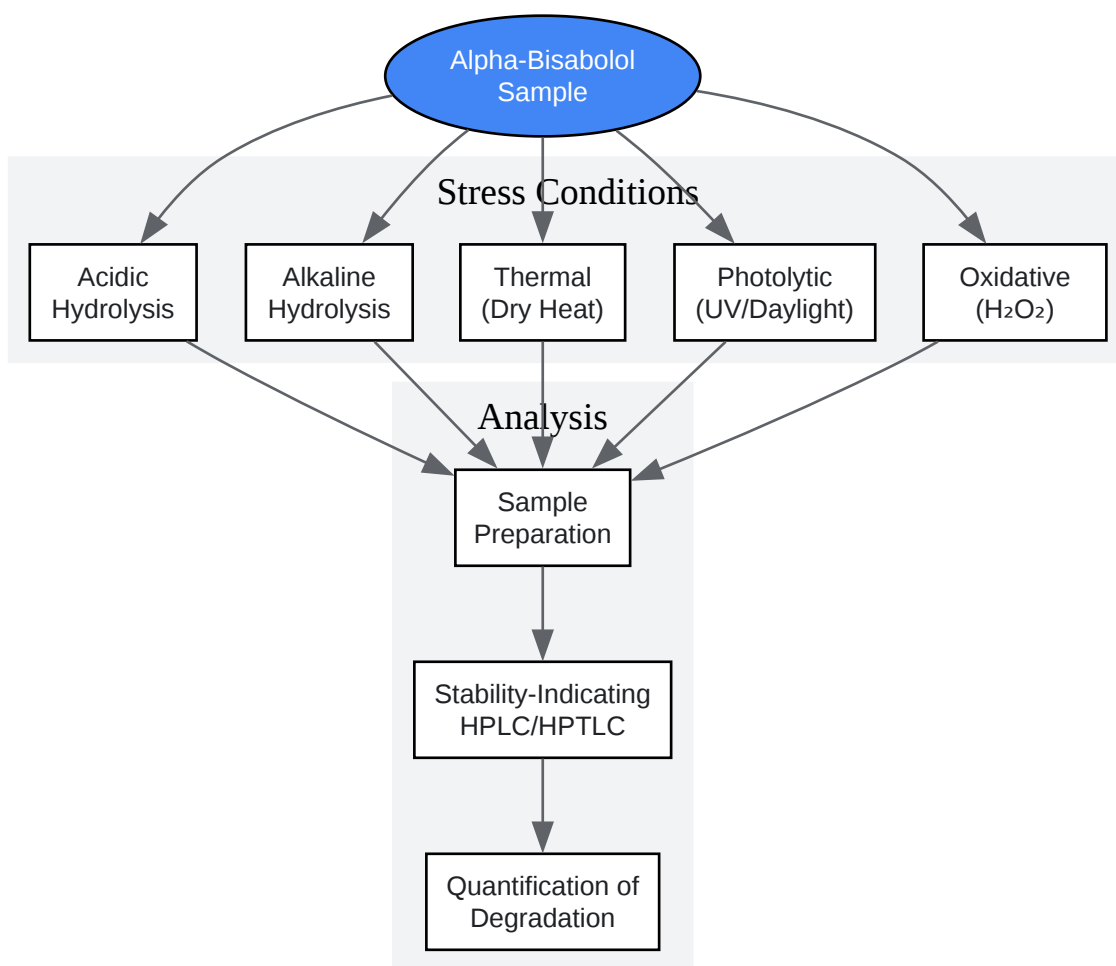 Alpha-Bisabolol
Sample
Stress Conditions
Acidic
Hydrolysis
Alkaline
Hydrolysis
Thermal
(Dry Heat)
Photolytic
(UV/Daylight)
Oxidative
(H₂O₂)
Analysis
Sample
Preparation
Stability-Indicating
HPLC/HPTLC
Quantification of
Degradation